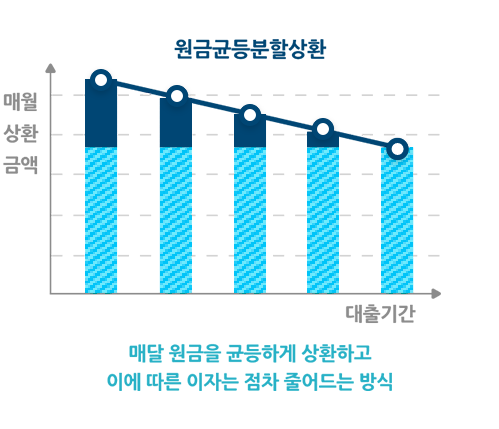 원금균등분할상환
매월
상환
금액
대출기간
매달 원금을 균등하게 상환하고
이에 따른 이자는 점차 줄어드는 방식